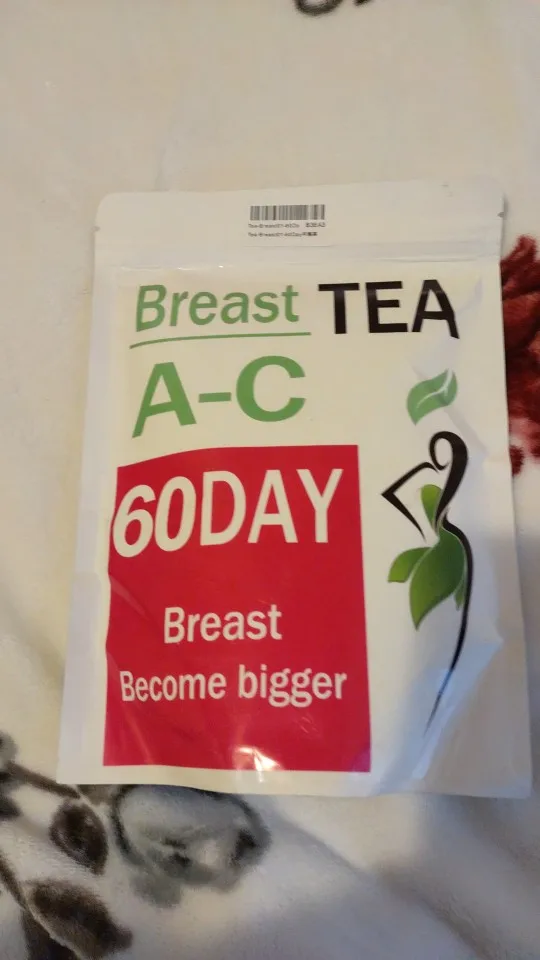 Breast TEA
A-C
60DAY
Breast
Become bigger